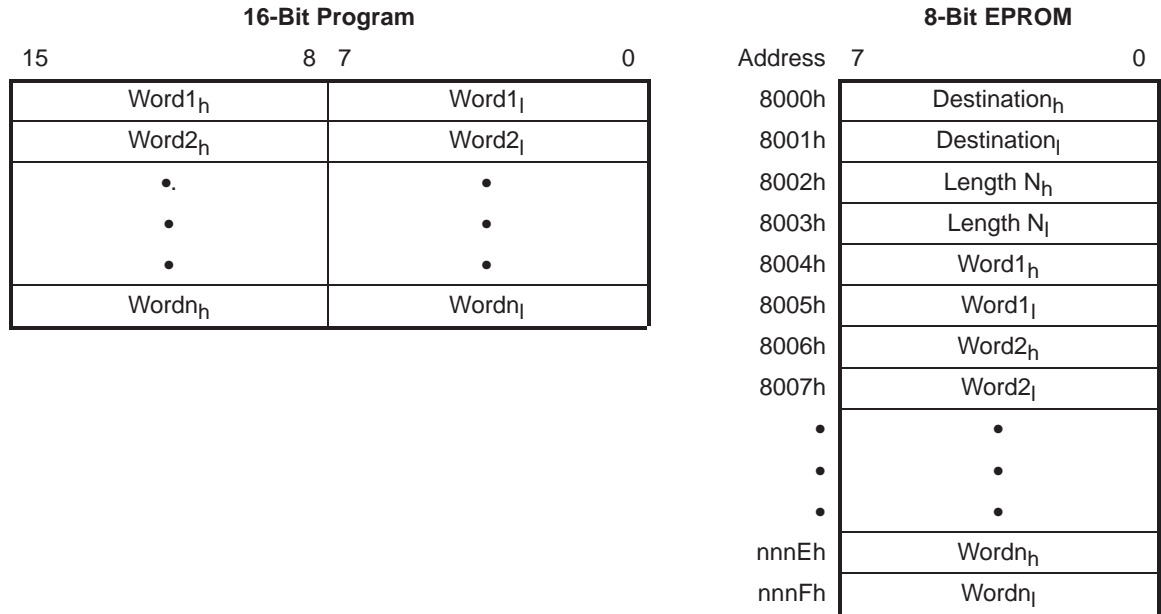 16-Bit Program
15 8 7 0
Word1h Word1l
Word2h Word2l
•. •
• •
• •
Wordnh Wordnl
8-Bit EPROM
Address 7 0
8000h Destinationh
8001h Destinationl
8002h Length Nh
8003h Length Nl
8004h Word1h
8005h Word1l
8006h Word2h
8007h Word2l
• •
• •
• •
nnnEh Wordnh
nnnFh Wordnl